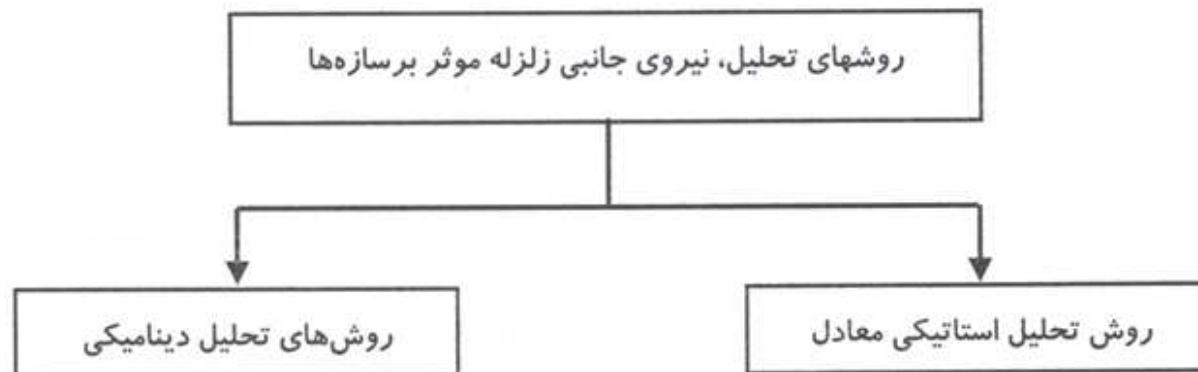 روشهای تحلیل، نیروی جانبی زلزله موثر برسازه‌ها
روش تحلیل استاتیکی معادل
روش‌های تحلیل دینامیکی